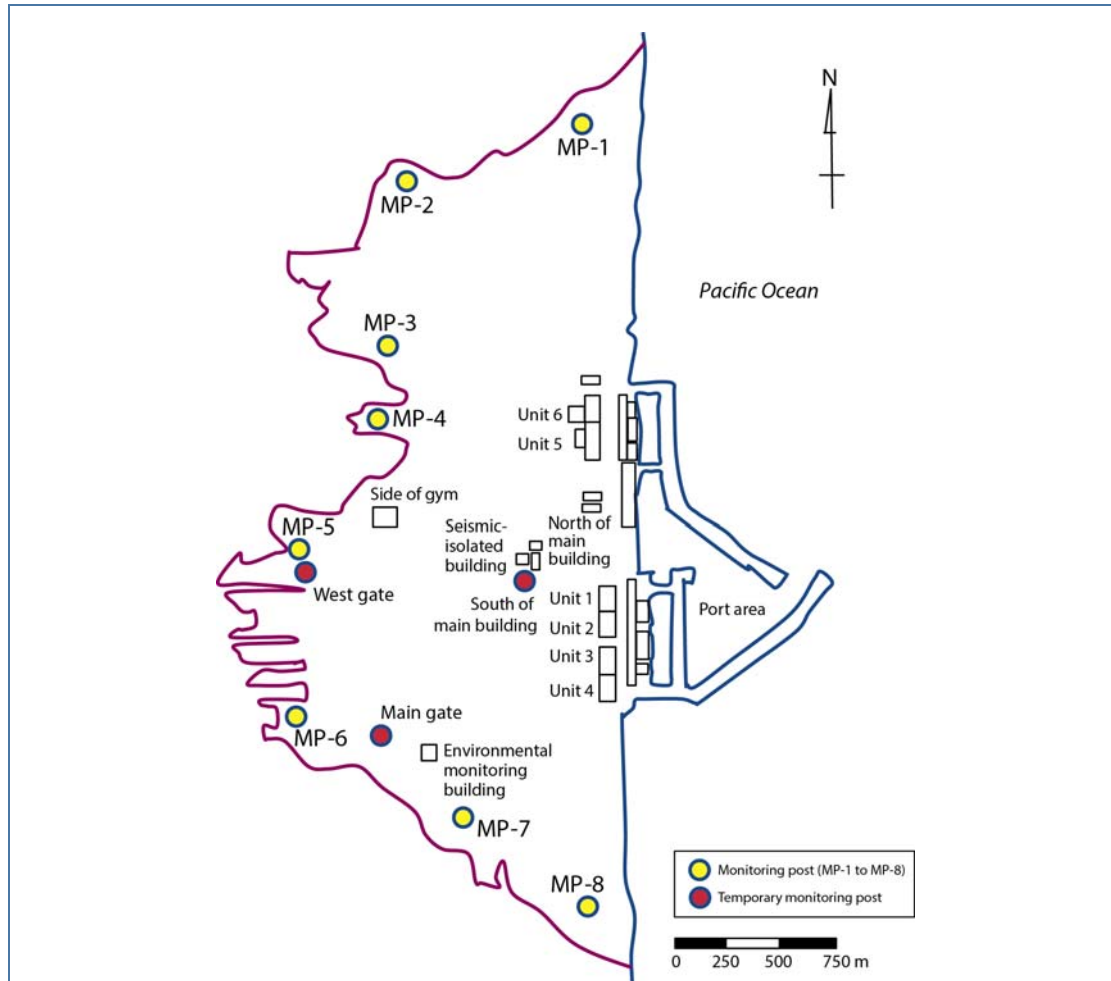 N
MP-1
MP-2
Pacific Ocean
MP-3
MP-4
Unit 6
Unit 5
Side of gym
MP-5
Seismic-
isolated
building
North of
main
building
West gate
South of
main building
Unit 1
Unit 2
Unit 3
Unit 4
Port area
MP-6
Main gate
Environmental
monitoring
building
MP-7
MP-8
Monitoring post (MP-1 to MP-8)
Temporary monitoring post
0 250 500 750 m